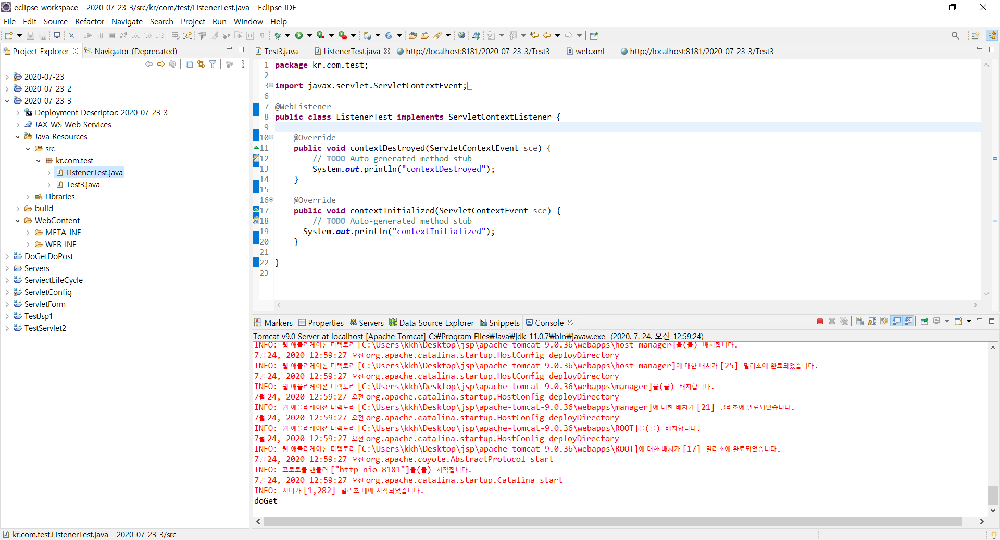 eclipse-workspace - 2020-07-23-3/src/kr/com/test/ListenerTest.java - Eclipse IDE
File Edit Source Refactor Navigate Search Project Run Window Help
Project Explorer Navigator (Deprecated)
2020-07-23
2020-07-23-2
2020-07-23-3
Deployment Descriptor: 2020-07-23-3
JAX-WS Web Services
Java Resources
src
kr.com.test
ListenerTest.java
Test3.java
Libraries
build
WebContent
META-INF
WEB-INF
DoGetDoPost
Servers
ServiectLifeCycle
ServletConfig
ServletForm
TestJsp1
TestServlet2
Test3.java ListenerTest.java http://localhost:8181/2020-07-23-3/Test3 web.xml http://localhost:8181/2020-07-23-3/Test3
1 package kr.com.test;
2
3 import javax.servlet.ServletContextEvent;
6
7 @WebListener
8 public class ListenerTest implements ServletContextListener {
9
10 @Override
11 public void contextDestroyed(ServletContextEvent sce) {
12 // TODO Auto-generated method stub
13 System.out.println("contextDestroyed");
14 }
15
16 @Override
17 public void contextInitialized(ServletContextEvent sce) {
18 // TODO Auto-generated method stub
19 System.out.println("contextInitialized");
20 }
21
22 }
23
Markers Properties Servers Data Source Explorer Snippets Console
Tomcat v9.0 Server at localhost [Apache Tomcat] C:₩Program Files₩Java₩jdk-11.0.7₩bin₩javaw.exe (2020. 7. 24. 오전 12:59:24)
INFO: 웹 애플리케이션 디렉토리 [C:\Users\kkh\Desktop\jsp\apache-tomcat-9.0.36\webapps\host-manager]을(를) 배치합니다.
7월 24, 2020 12:59:27 오전 org.apache.catalina.startup.HostConfig deployDirectory
INFO: 웹 애플리케이션 디렉토리 [C:\Users\kkh\Desktop\jsp\apache-tomcat-9.0.36\webapps\host-manager]에 대한 배치가 [25] 밀리초에 완료되었습니다.
7월 24, 2020 12:59:27 오전 org.apache.catalina.startup.HostConfig deployDirectory
INFO: 웹 애플리케이션 디렉토리 [C:\Users\kkh\Desktop\jsp\apache-tomcat-9.0.36\webapps\manager]을(를) 배치합니다.
7월 24, 2020 12:59:27 오전 org.apache.catalina.startup.HostConfig deployDirectory
INFO: 웹 애플리케이션 디렉토리 [C:\Users\kkh\Desktop\jsp\apache-tomcat-9.0.36\webapps\manager]에 대한 배치가 [21] 밀리초에 완료되었습니다.
7월 24, 2020 12:59:27 오전 org.apache.catalina.startup.HostConfig deployDirectory
INFO: 웹 애플리케이션 디렉토리 [C:\Users\kkh\Desktop\jsp\apache-tomcat-9.0.36\webapps\ROOT]을(를) 배치합니다.
7월 24, 2020 12:59:27 오전 org.apache.catalina.startup.HostConfig deployDirectory
INFO: 웹 애플리케이션 디렉토리 [C:\Users\kkh\Desktop\jsp\apache-tomcat-9.0.36\webapps\ROOT]에 대한 배치가 [17] 밀리초에 완료되었습니다.
7월 24, 2020 12:59:27 오전 org.apache.coyote.AbstractProtocol start
INFO: 프로토콜 핸들러 ["http-nio-8181"]을(를) 시작합니다.
7월 24, 2020 12:59:27 오전 org.apache.catalina.startup.Catalina start
INFO: 서버가 [1,282] 밀리초 내에 시작되었습니다.
doGet
kr.com.test.ListenerTest.java - 2020-07-23-3/src